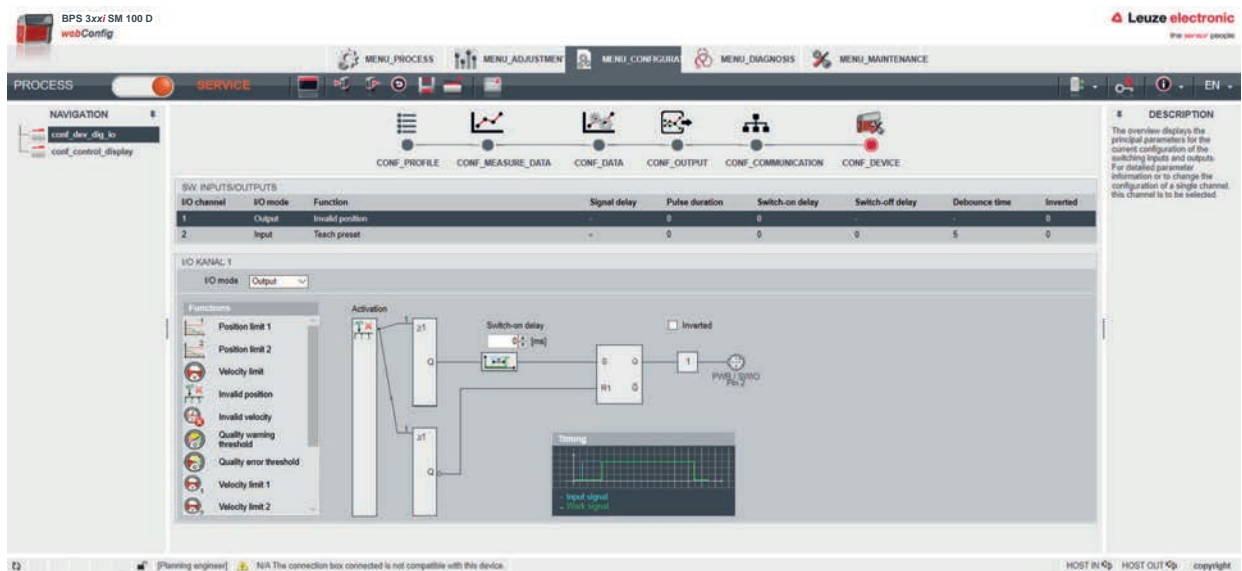 BPS 3xxi SM 100 D
webConfig
Leuze electronic
the sensor people
MENU_PROCESS
MENU_ADJUSTMEN
MENU_CONFIGURA
MENU_DIAGNOSIS
MENU_MAINTENANCE
PROCESS
SERVICE
EN
NAVIGATION
conf_dev_dig_io
conf_control_display
CONF_PROFILE
CONF_MEASURE_DATA
CONF_DATA
CONF_OUTPUT
CONF_COMMUNICATION
CONF_DEVICE
DESCRIPTION
The overview displays the
principal parameters for the
current configuration of the
switching inputs and outputs.
For detailed parameter
information or to change the
configuration of a single channel,
this channel is to be selected.
SW. INPUTS/OUTPUTS
I/O channel I/O mode Function Signal delay Pulse duration Switch-on delay Switch-off delay Debounce time Inverted
1 Output Invalid position - 0 0 - - 0
2 Input Teach preset - 0 0 0 5 0
I/O KANAL 1
I/O mode Output
Functions
Position limit 1
Position limit 2
Velocity limit
Invalid position
Invalid velocity
Quality warning
threshold
Quality error threshold
Velocity limit 1
Velocity limit 2
Activation
1
≥1
Q
1
≥1
Q
Switch-on delay
0 [ms]
S Q
R1 Q
Inverted
1
PWR / SWIO
Pin 2
Timing
- Input signal
- Work signal
[Planning engineer]
N/A The connection box connected is not compatible with this device.
HOST IN
HOST OUT
copyright